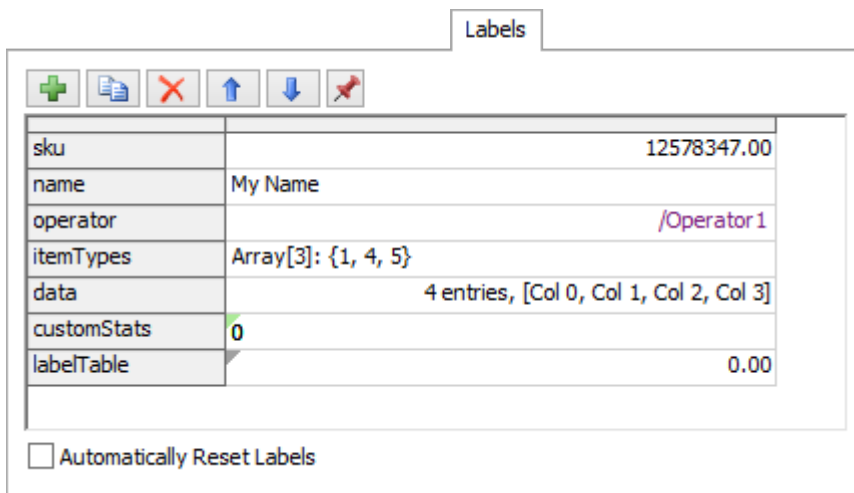 Labels
sku 12578347.00
name My Name
operator /Operator1
itemTypes Array[3]: {1, 4, 5}
data 4 entries, [Col 0, Col 1, Col 2, Col 3]
customStats 0
labelTable 0.00
Automatically Reset Labels